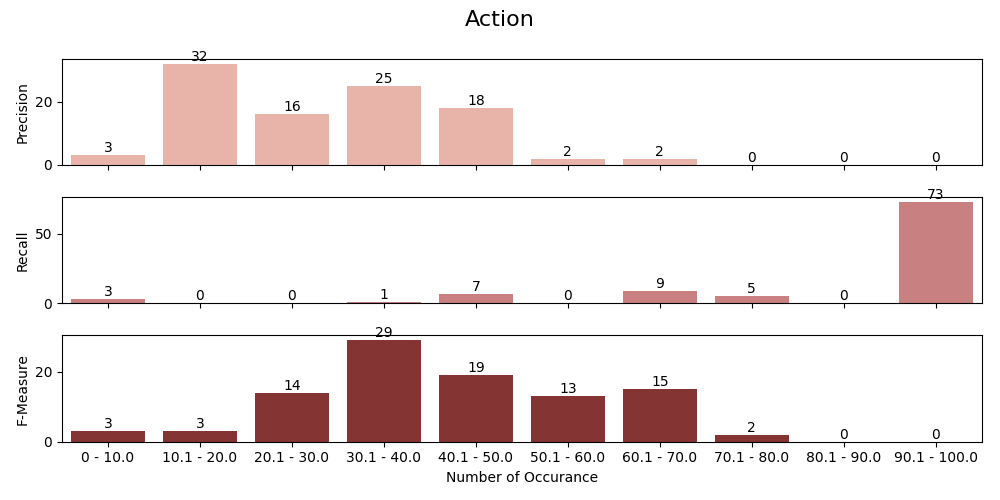 Action
Precision
20
0
3 32 16 25 18 2 2 0 0 0
Recall
50
0
3 0 0 1 7 0 9 5 0 73
F-Measure
20
0
3 3 14 29 19 13 15 2 0 0
0 - 10.0 10.1 - 20.0 20.1 - 30.0 30.1 - 40.0 40.1 - 50.0 50.1 - 60.0 60.1 - 70.0 70.1 - 80.0 80.1 - 90.0 90.1 - 100.0
Number of Occurance